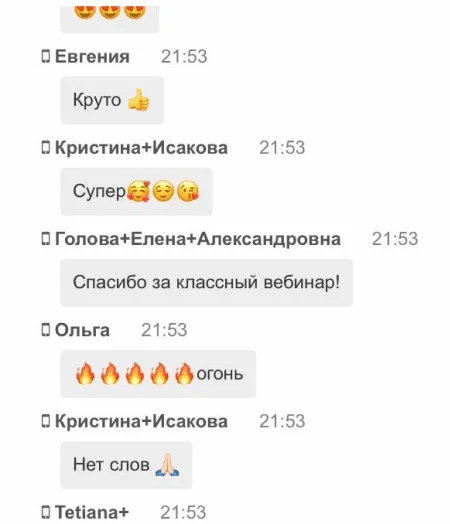 😍😍😍
Евгения 21:53
Круто 👍
Кристина+Исакова 21:53
Супер🥰😌😘
Голова+Елена+Александровна 21:53
Спасибо за классный вебинар!
Ольга 21:53
🔥🔥🔥🔥🔥огонь
Кристина+Исакова 21:53
Нет слов 🙏🏻
Tetiana+ 21:53